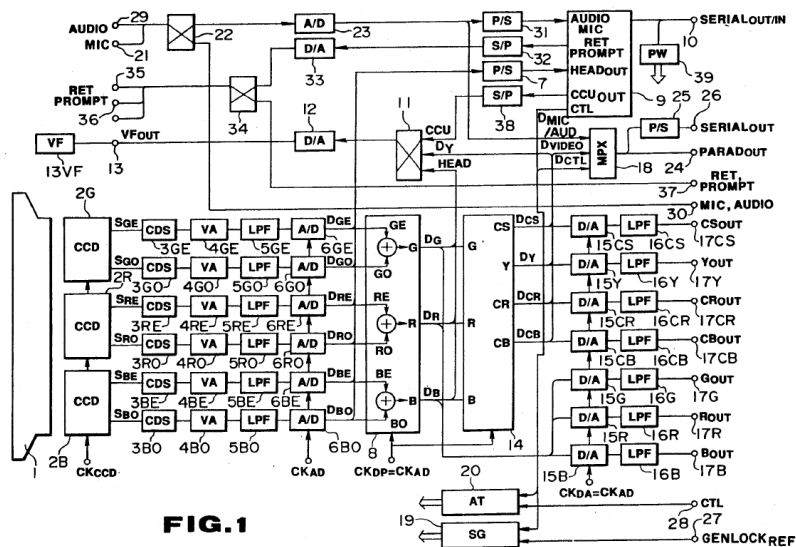 29
AUDIO
MIC
21
22
A/D
23
P/S
31
AUDIO
MIC
RET
PROMPT
HEADOUT
CCUOUT
CTL
SERIALOUT/IN
10
PW
39
35
RET
PROMPT
36
34
D/A
33
S/P
32
P/S
7
S/P
38
9
VF
13VF
VFOUT
13
12
D/A
11
CCU
DY
HEAD
DMIC/AUD
DVIDEO
DCTL
MPX
18
25
P/S
26
SERIALOUT
PARADOUT
24
RET,
PROMPT
37
MIC, AUDIO
30
2G
CCD
2R
CCD
CCD
2B
1
CKCCD
SGE
CDS
3GE
VA
4GE
LPF
5GE
A/D
6GE
DGE
SGO
CDS
3GO
VA
4GO
LPF
5GO
A/D
6GO
DGO
SRE
CDS
3RE
VA
4RE
LPF
5RE
A/D
6RE
DRE
SRO
CDS
3RO
VA
4RO
LPF
5RO
A/D
6RO
DRO
SBE
CDS
3BE
VA
4BE
LPF
5BE
A/D
6BE
DBE
SBO
CDS
3BO
VA
4BO
LPF
5BO
A/D
6BO
DBO
CKAD
GE
G
GO
RE
R
RO
BE
B
BO
8
CKDP=CKAD
DG
DR
DB
G
R
B
CS
Y
CR
CB
14
DCS
DY
DCR
DCB
D/A
15CS
LPF
16CS
CSOUT
17CS
D/A
15Y
LPF
16Y
YOUT
17Y
D/A
15CR
LPF
16CR
CROUT
17CR
D/A
15CB
LPF
16CB
CBOUT
17CB
D/A
15G
LPF
16G
GOUT
17G
D/A
15R
LPF
16R
ROUT
17R
D/A
15B
LPF
16B
BOUT
17B
CKDA=CKAD
20
AT
19
SG
CTL
28
27
GENLOCKREF
FIG.1